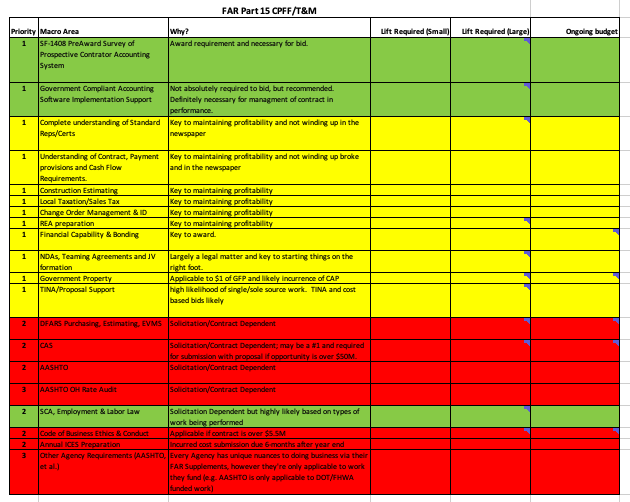 FAR Part 15 CPFF/T&M
Priority Macro Area Why? Lift Required (Small) Lift Required (Large) Ongoing budget
1 SF-1408 PreAward Survey of Award requirement and necessary for bid.
Prospective Contrator Accounting
System
1 Government Compliant Accounting Not absolutely required to bid, but recommended.
Software Implementation Support Definitely necessary for managment of contract in
performance.
1 Complete understanding of Standard Key to maintaining profitability and not winding up in the
Reps/Certs newspaper
1 Understanding of Contract, Payment Key to maintaining profitability and not winding up broke
provisions and Cash Flow and in the newspaper
Requirements.
1 Construction Estimating Key to maintaining profitability
1 Local Taxation/Sales Tax Key to maintaining profitability
1 Change Order Management & ID Key to maintaining profitability
1 REA preparation Key to maintaining profitability
1 Financial Capability & Bonding Key to award.
1 NDAs, Teaming Agreements and JV Largely a legal matter and key to starting things on the
formation right foot.
1 Government Property Applicable to $1 of GFP and likely incurrence of CAP
1 TINA/Proposal Support high likelihood of single/sole source work. TINA and cost
based bids likely
2 DFARS Purchasing, Estimating, EVMS Solicitation/Contract Dependent.
2 CAS Solicitation/Contract Dependent; may be a #1 and required
for submission with proposal if opportunity is over $50M.
2 AASHTO Solicitation/Contract Dependent
3 AASHTO OH Rate Audit Solicitation/Contract Dependent
2 SCA, Employment & Labor Law Solicitation Dependent but highly likely based on types of
work being performed
2 Code of Business Ethics & Conduct Applicable if contract is over $5.5M
2 Annual ICES Preparation Incurred cost submission due 6-months after year end
3 Other Agency Requirements (AASHTO, Every Agency has unique nuances to doing business via their
et al.) FAR Supplements, however they're only applicable to work
they fund (e.g. AASHTO is only applicable to DOT/FHWA
funded work)